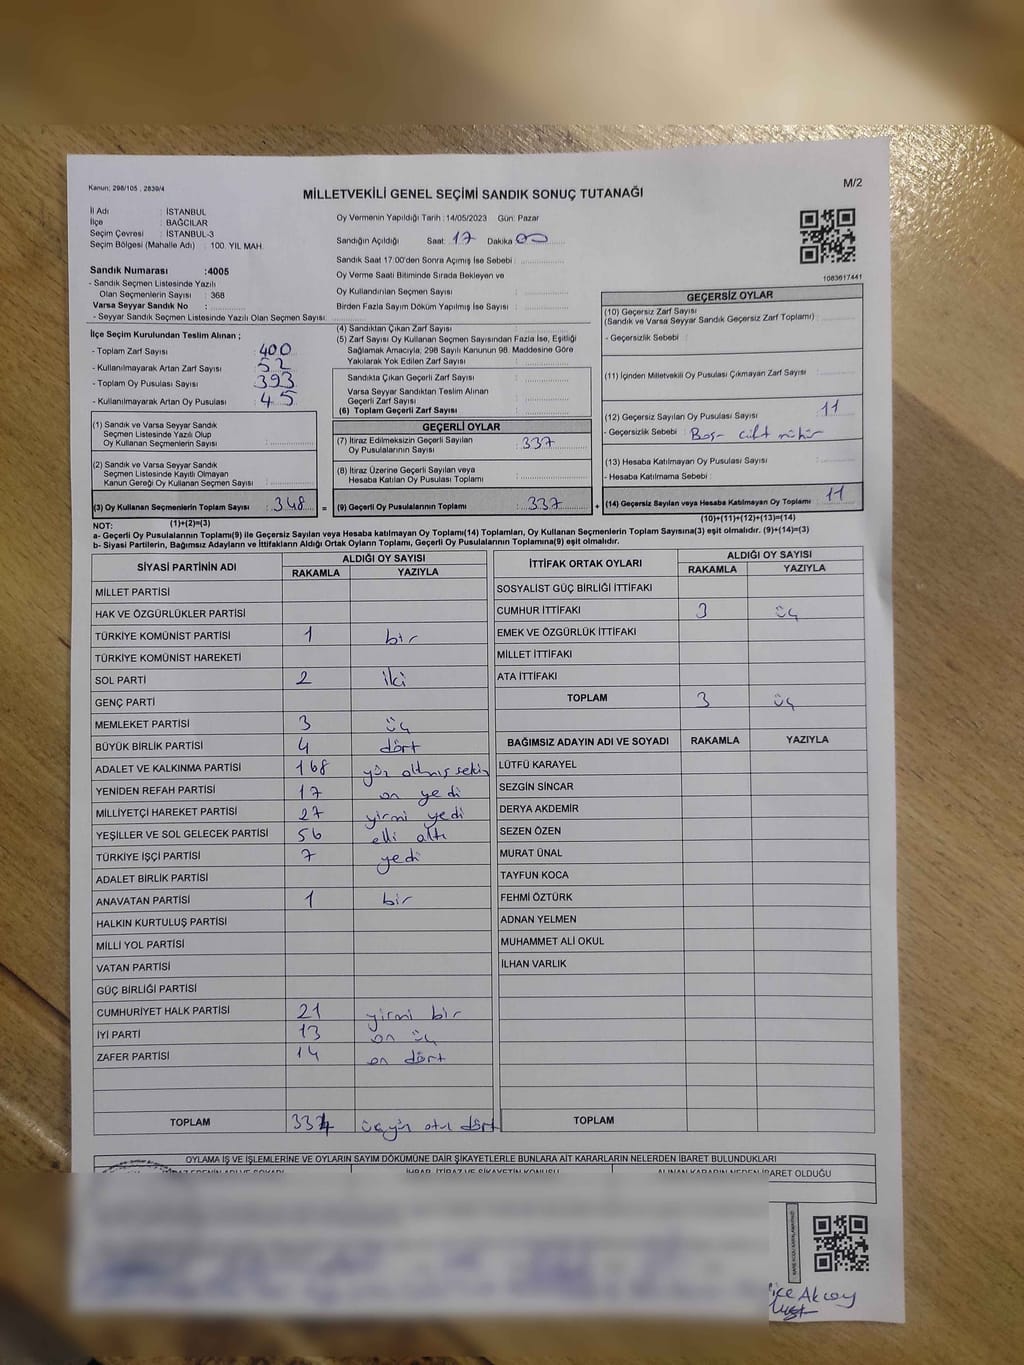 Kanun; 298/105 , 2839/4
MİLLETVEKİLİ GENEL SEÇİMİ SANDIK SONUÇ TUTANAĞI
M/2
İl Adı : İSTANBUL
İlçe : BAĞCILAR
Seçim Çevresi : İSTANBUL-3
Seçim Bölgesi (Mahalle Adı) : 100. YIL MAH.
Sandık Numarası :4005
- Sandık Seçmen Listesinde Yazılı
Olan Seçmenlerin Sayısı : 368
Varsa Seyyar Sandık No :
- Seyyar Sandık Seçmen Listesinde Yazılı Olan Seçmen Sayısı:
Oy Vermenin Yapıldığı Tarih : 14/05/2023 Gün: Pazar
Sandığın Açıldığı Saat: 17 Dakika 00
Sandık Saat 17:00'den Sonra Açımış İse Sebebi :
Oy Verme Saati Bitiminde Sırada Bekleyen ve
Oy Kullandırılan Seçmen Sayısı :
Birden Fazla Sayım Döküm Yapılmış İse Sayısı :
1083617441
İlçe Seçim Kurulundan Teslim Alınan ;
- Toplam Zarf Sayısı : 400
- Kullanılmayarak Artan Zarf Sayısı : 52
- Toplam Oy Pusulası Sayısı : 393
- Kullanılmayarak Artan Oy Pusulası : 45
(1) Sandık ve Varsa Seyyar Sandık
Seçmen Listesinde Yazılı Olup
Oy Kullanan Seçmenlerin Sayısı :
(2) Sandık ve Varsa Seyyar Sandık
Seçmen Listesinde Kayıtlı Olmayan
Kanun Gereği Oy Kullanan Seçmen Sayısı :
(3) Oy Kullanan Seçmenlerin Toplam Sayısı : 348 =
(4) Sandıktan Çıkan Zarf Sayısı :
(5) Zarf Sayısı Oy Kullanan Seçmen Sayısından Fazla İse, Eşitliği
Sağlamak Amacıyla, 298 Sayılı Kanunun 98. Maddesine Göre
Yakılarak Yok Edilen Zarf Sayısı :
Sandıkta Çıkan Geçerli Zarf Sayısı :
Varsa Seyyar Sandıktan Teslim Alınan
Geçerli Zarf Sayısı :
(6) Toplam Geçerli Zarf Sayısı :
GEÇERLİ OYLAR
(7) İtiraz Edilmeksizin Geçerli Sayılan
Oy Pusulalarının Sayısı : 337
(8) İtiraz Üzerine Geçerli Sayılan veya
Hesaba Katılan Oy Pusulası Toplamı :
(9) Geçerli Oy Pusulalarının Toplamı : 337 +
GEÇERSİZ OYLAR
(10) Geçersiz Zarf Sayısı
(Sandık ve Varsa Seyyar Sandık Geçersiz Zarf Toplamı) :
- Geçersizlik Sebebi :
(11) İçinden Milletvekili Oy Pusulası Çıkmayan Zarf Sayısı :
(12) Geçersiz Sayılan Oy Pusulası Sayısı : 11
- Geçersizlik Sebebi : Boş- çift mühür
(13) Hesaba Katılmayan Oy Pusulası Sayısı :
- Hesaba Katılmama Sebebi :
(14) Geçersiz Sayılan veya Hesaba Katılmayan Oy Toplamı : 11
NOT: (1)+(2)=(3)
(10)+(11)+(12)+(13)=(14)
a- Geçerli Oy Pusulalarının Toplamı(9) ile Geçersiz Sayılan veya Hesaba Katılmayan Oy Toplamı(14) Toplamları, Oy Kullanan Seçmenlerin Toplam Sayısına(3) eşit olmalıdır. (9)+(14)=(3)
b- Siyasi Partilerin, Bağımsız Adayların ve İttifakların Aldığı Ortak Oyların Toplamı, Geçerli Oy Pusulalarının Toplamına(9) eşit olmalıdır.
SİYASİ PARTİNİN ADI ALDIĞI OY SAYISI
RAKAMLA YAZIYLA
MİLLET PARTİSİ
HAK VE ÖZGÜRLÜKLER PARTİSİ
TÜRKİYE KOMÜNİST PARTİSİ 1 bir
TÜRKİYE KOMÜNİST HAREKETİ
SOL PARTİ 2 iki
GENÇ PARTİ
MEMLEKET PARTİSİ 3 üç
BÜYÜK BİRLİK PARTİSİ 4 dört
ADALET VE KALKINMA PARTİSİ 168 yüz altmış sekiz
YENİDEN REFAH PARTİSİ 17 on yedi
MİLLİYETÇİ HAREKET PARTİSİ 27 yirmi yedi
YEŞİLLER VE SOL GELECEK PARTİSİ 56 elli altı
TÜRKİYE İŞÇİ PARTİSİ 7 yedi
ADALET BİRLİK PARTİSİ
ANAVATAN PARTİSİ 1 bir
HALKIN KURTULUŞ PARTİSİ
MİLLİ YOL PARTİSİ
VATAN PARTİSİ
GÜÇ BİRLİĞİ PARTİSİ
CUMHURİYET HALK PARTİSİ 21 yirmi bir
İYİ PARTİ 13 on üç
ZAFER PARTİSİ 14 on dört
TOPLAM 334 üçyüz otuz dört
İTTİFAK ORTAK OYLARI ALDIĞI OY SAYISI
RAKAMLA YAZIYLA
SOSYALİST GÜÇ BİRLİĞİ İTTİFAKI
CUMHUR İTTİFAKI 3 üç
EMEK VE ÖZGÜRLÜK İTTİFAKI
MİLLET İTTİFAKI
ATA İTTİFAKI
TOPLAM 3 üç
BAĞIMSIZ ADAYIN ADI VE SOYADI RAKAMLA YAZIYLA
LÜTFÜ KARAYEL
SEZGİN SİNCAR
DERYA AKDEMİR
SEZEN ÖZEN
MURAT ÜNAL
TAYFUN KOCA
FEHMİ ÖZTÜRK
ADNAN YELMEN
MUHAMMET ALİ OKUL
İLHAN VARLIK
TOPLAM
OYLAMA İŞ VE İŞLEMLERİNE VE OYLARIN SAYIM DÖKÜMÜNE DAİR ŞİKAYETLERLE BUNLARA AİT KARARLARIN NELERDEN İBARET BULUNDUKLARI
İHBAR, İTİRAZ VE ŞİKAYETİN KONUSU
ALINAN KARARIN NEDEN İBARET OLDUĞU
Akcay